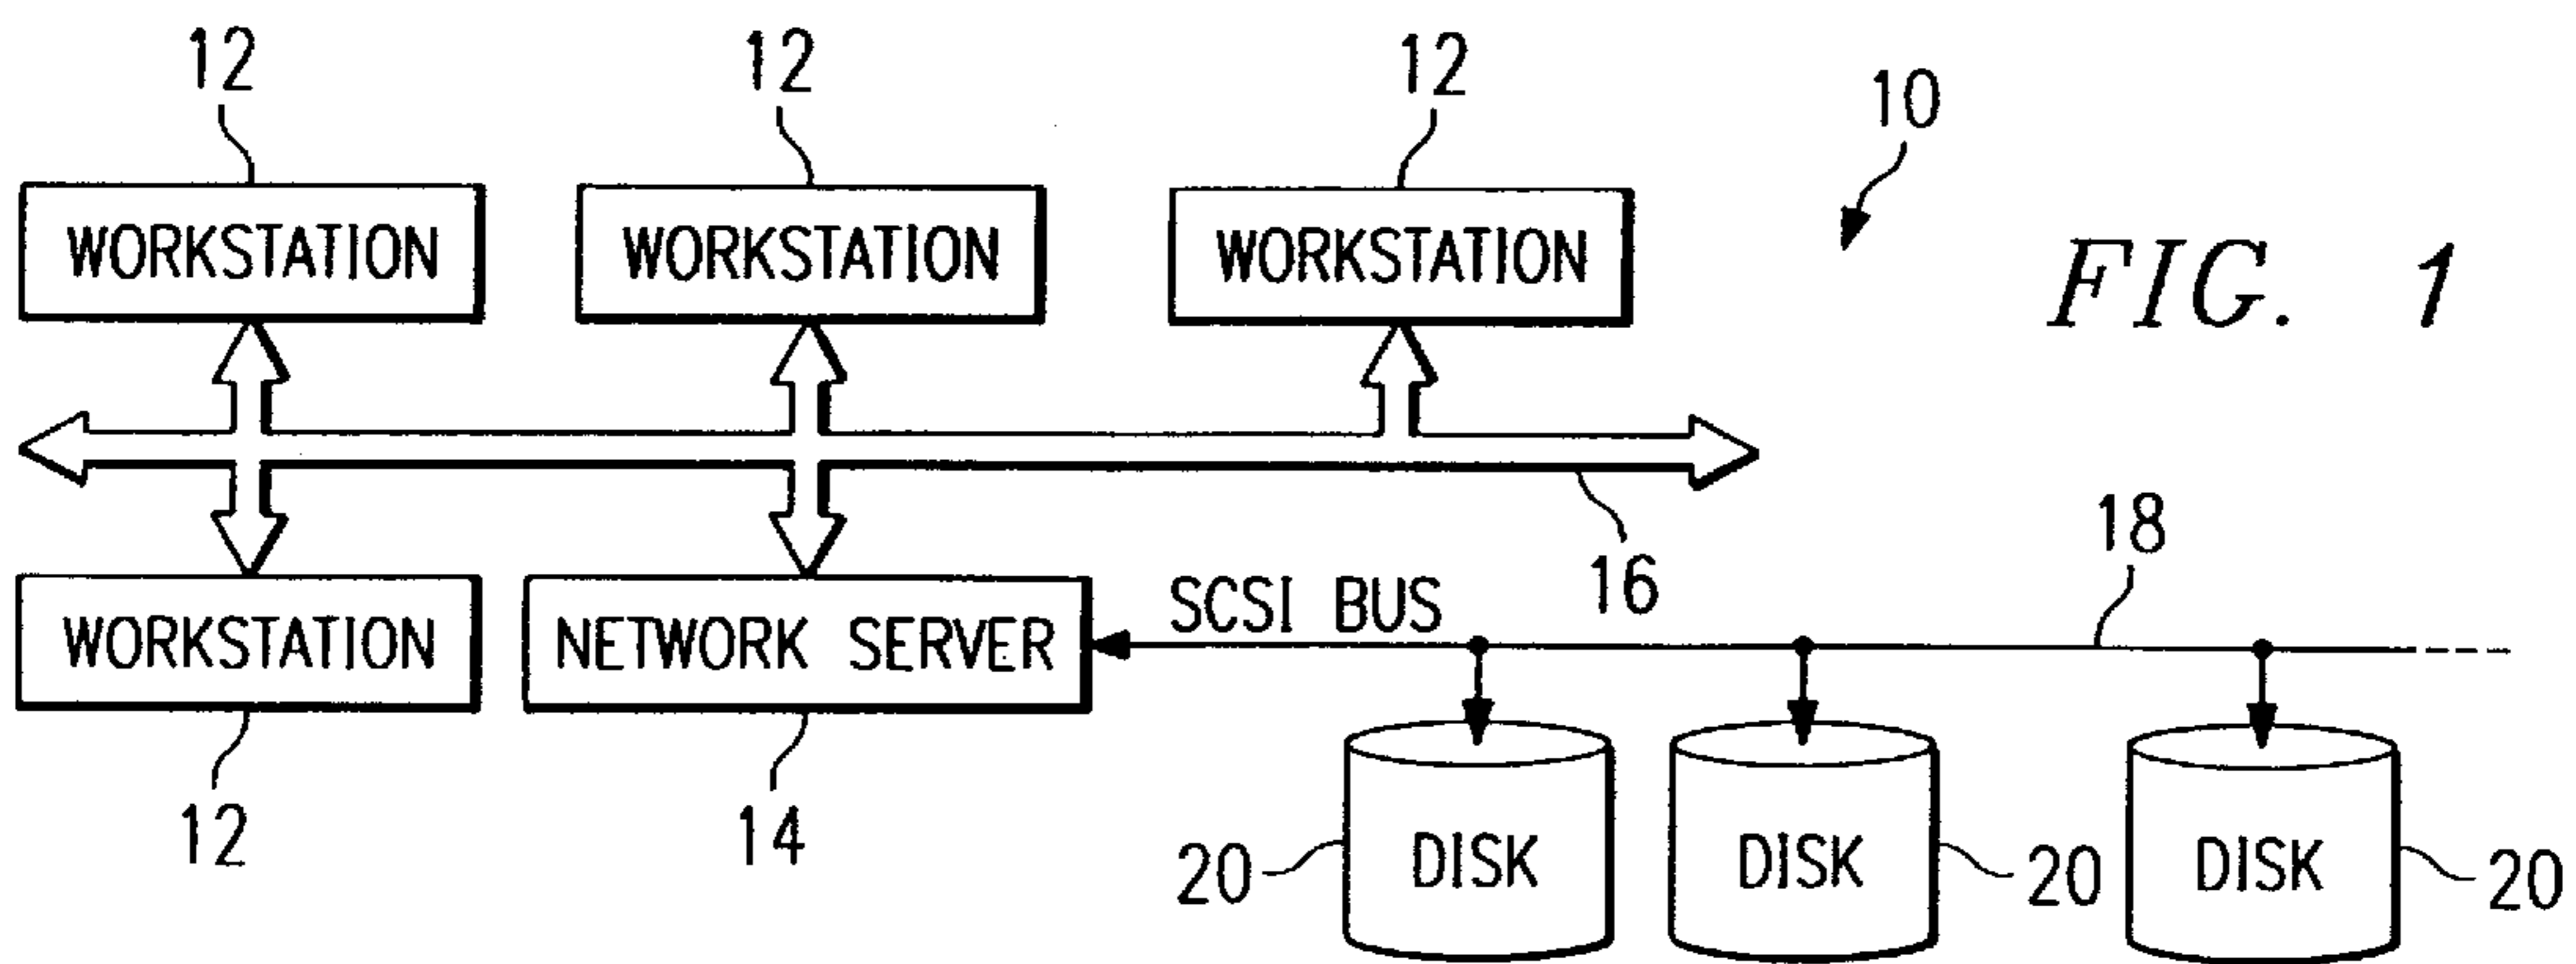 12 12 12 10
WORKSTATION WORKSTATION WORKSTATION
FIG. 1
18
16
SCSI BUS
WORKSTATION NETWORK SERVER
12 14
20 DISK DISK 20 DISK 20